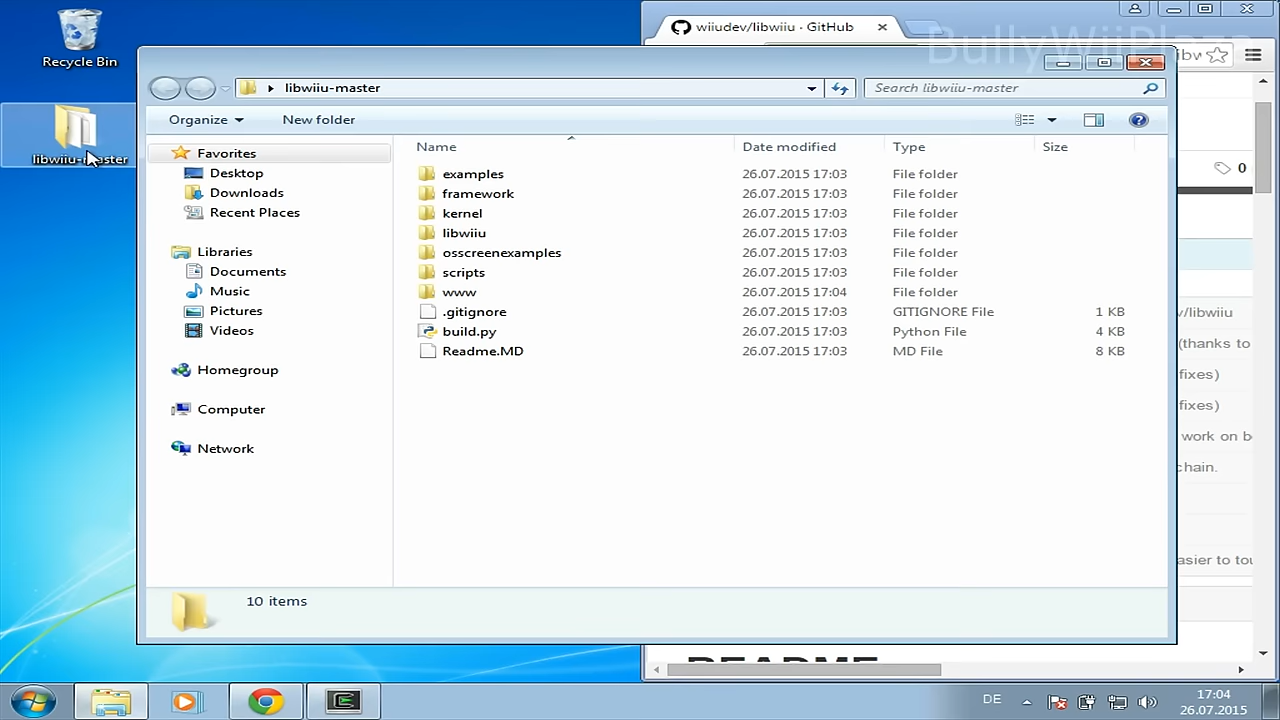 Recycle Bin
libwiiu-master
wiiudev/libwiiu · GitHub
BullyWiiPlaza
libw
libwiiu-master
Search libwiiu-master
Organize
New folder
Name
Date modified
Type
Size
Favorites
Desktop
Downloads
Recent Places
Libraries
Documents
Music
Pictures
Videos
Homegroup
Computer
Network
examples 26.07.2015 17:03 File folder
framework 26.07.2015 17:03 File folder
kernel 26.07.2015 17:03 File folder
libwiiu 26.07.2015 17:03 File folder
osscreenexamples 26.07.2015 17:03 File folder
scripts 26.07.2015 17:03 File folder
www 26.07.2015 17:04 File folder
.gitignore 26.07.2015 17:03 GITIGNORE File 1 KB
build.py 26.07.2015 17:03 Python File 4 KB
Readme.MD 26.07.2015 17:03 MD File 8 KB
10 items
0
v/libwiiu
(thanks to
fixes)
fixes)
work on b
chain.
asier to tou
README
DE
17:04
26.07.2015